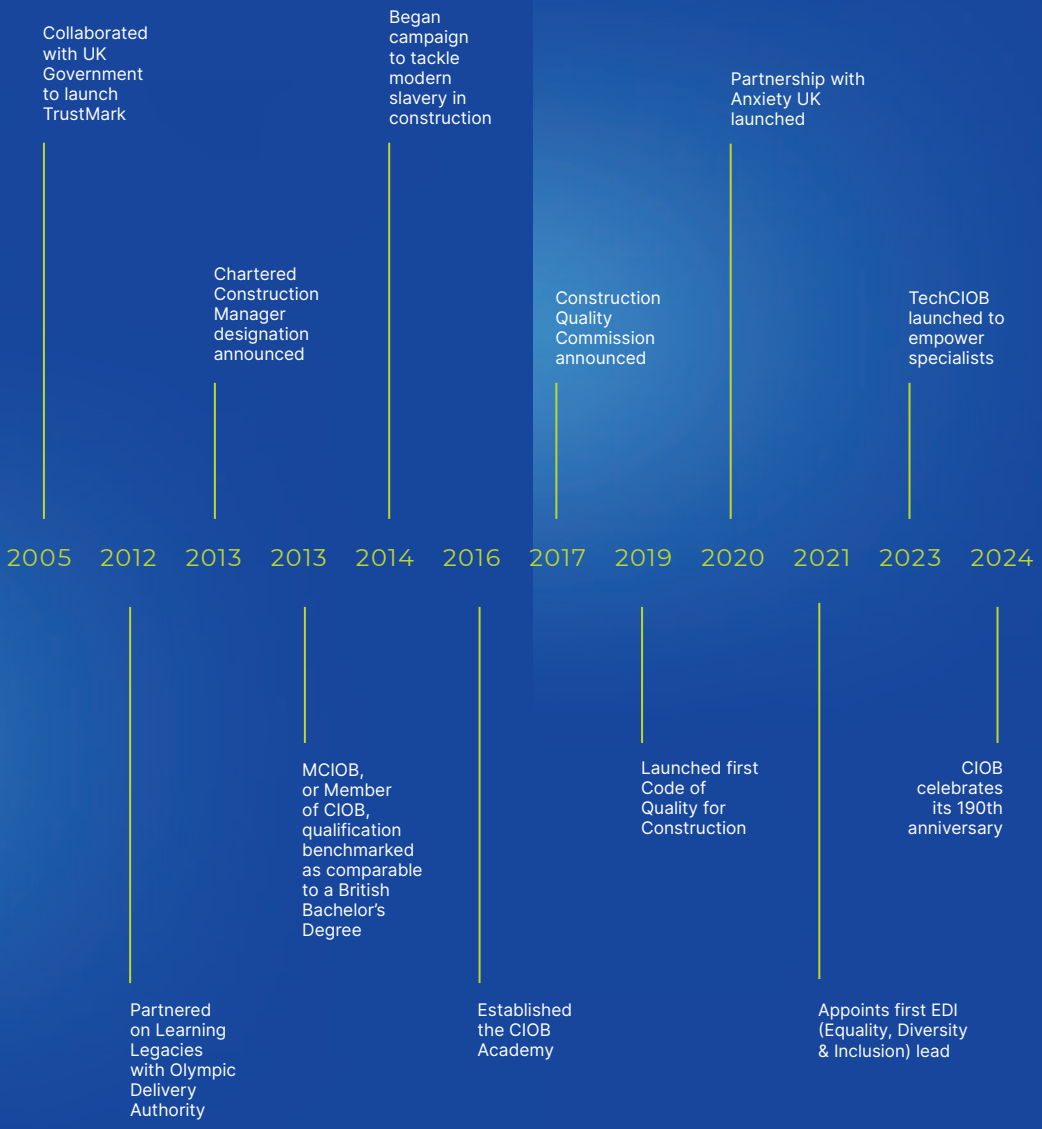 Collaborated
with UK
Government
to launch
TrustMark
Began
campaign
to tackle
modern
slavery in
construction
Partnership with
Anxiety UK
launched
Chartered
Construction
Manager
designation
announced
Construction
Quality
Commission
announced
TechCIOB
launched to
empower
specialists
2005 2012 2013 2013 2014 2016 2017 2019 2020 2021 2023 2024
MCIOB,
or Member
of CIOB,
qualification
benchmarked
as comparable
to a British
Bachelor’s
Degree
Launched first
Code of
Quality for
Construction
CIOB
celebrates
its 190th
anniversary
Partnered
on Learning
Legacies
with Olympic
Delivery
Authority
Established
the CIOB
Academy
Appoints first EDI
(Equality, Diversity
& Inclusion) lead